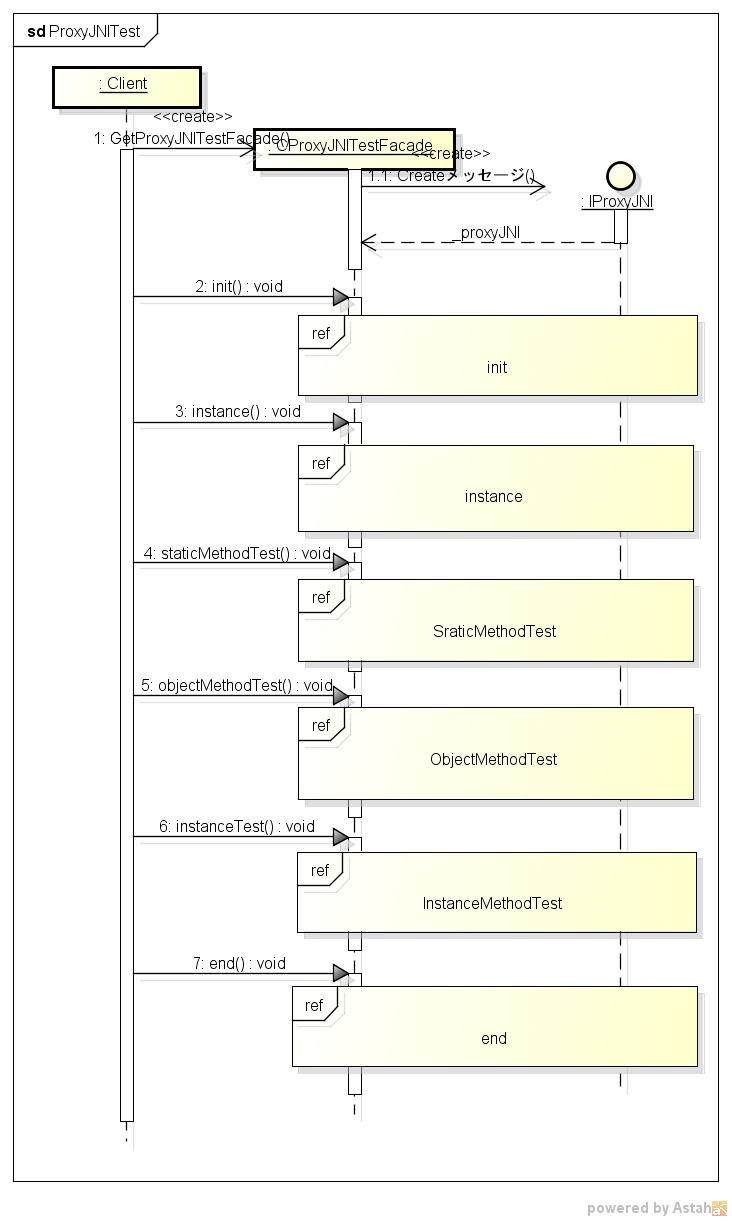 sd ProxyJNITest
: Client
<<create>>
1: GetProxyJNITestFacade()
: CProxyJNITestFacade
<<create>>
1.1: Createメッセージ()
: IProxyJNI
_proxyJNI
2: init() : void
ref
init
3: instance() : void
ref
instance
4: staticMethodTest() : void
ref
SraticMethodTest
5: objectMethodTest() : void
ref
ObjectMethodTest
6: instanceTest() : void
ref
InstanceMethodTest
7: end() : void
ref
end
powered by Astah